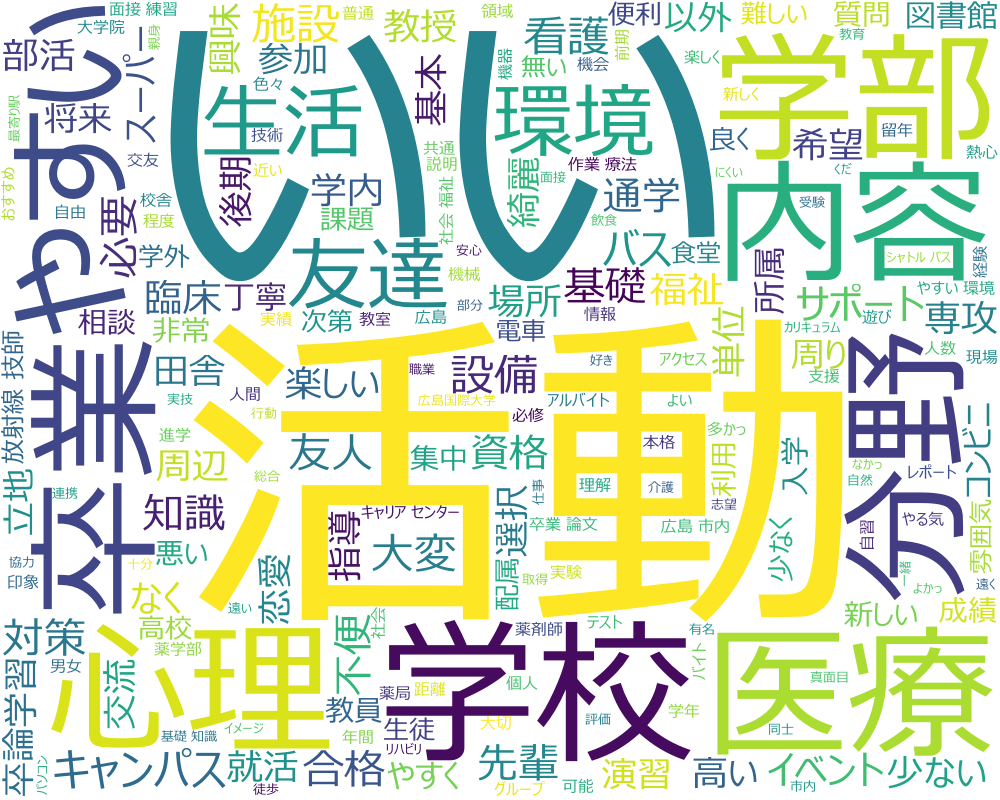 面接 練習
普通
領域
便利
以外
難しい
質問
図書館
大学院
親身
部活
興味
施設
色々
参加
教授
看護
機器
無い
機会
前期
楽しく
教育
新しく
将来
スーパー
最寄り駅
やすい
いい
生活
環境
学部
技術
基本
共通
説明
良く
希望
留年
熱心
交友
おすすめ
自由
校舎
程度
必要
後期
近い
学内
課題
社会 福祉
綺麗
作業 療法
面接
通学
にくい
くだ
内容
受験
飲食
学外
相談
臨床
丁寧
友達
安心
機械
部分
場所
基礎
バス
食堂
福祉
所属
シャトル バス
経験
やすい 環境
サポート
専攻
非常
実績
教室
次第
広島
電車
情報
単位
カリキュラム
遊び
周り
人数
現場
支援
放射線 技師
田舎
楽しい
職業
設備
好き
アクセス
卒業
活動
分野
実技
人間
行動
広島国際大学
アルバイト
よい
必修
進学
友人
集中
資格
本格
多かっ
利用
入学
なかっ
自然
レポート
コンビニ
立地
周辺
連携
総合
仕事
理解
介護
志望
知識
キャリア センター
選択
卒業 論文
広島 市内
自習
やる気
雰囲気
指導
大変
悪い
協力
印象
十分
配属
取得
実験
少なく
一緒
よかっ
遠く
なく
恋愛
遠い
新しい
成績
対策
高校
薬学部
男女
心理
不便
社会
学校
薬剤師
テスト
有名
バイト
医療
真面目
交流
薬局
距離
個人
卒論
学習
基礎 知識
イメージ
教員
年間
生徒
リハビリ
大切
評価
学年
同士
パソコン
キャンパス
就活
徒歩
合格
やすく
先輩
グループ
可能
演習
高い
イベント
市内
少ない